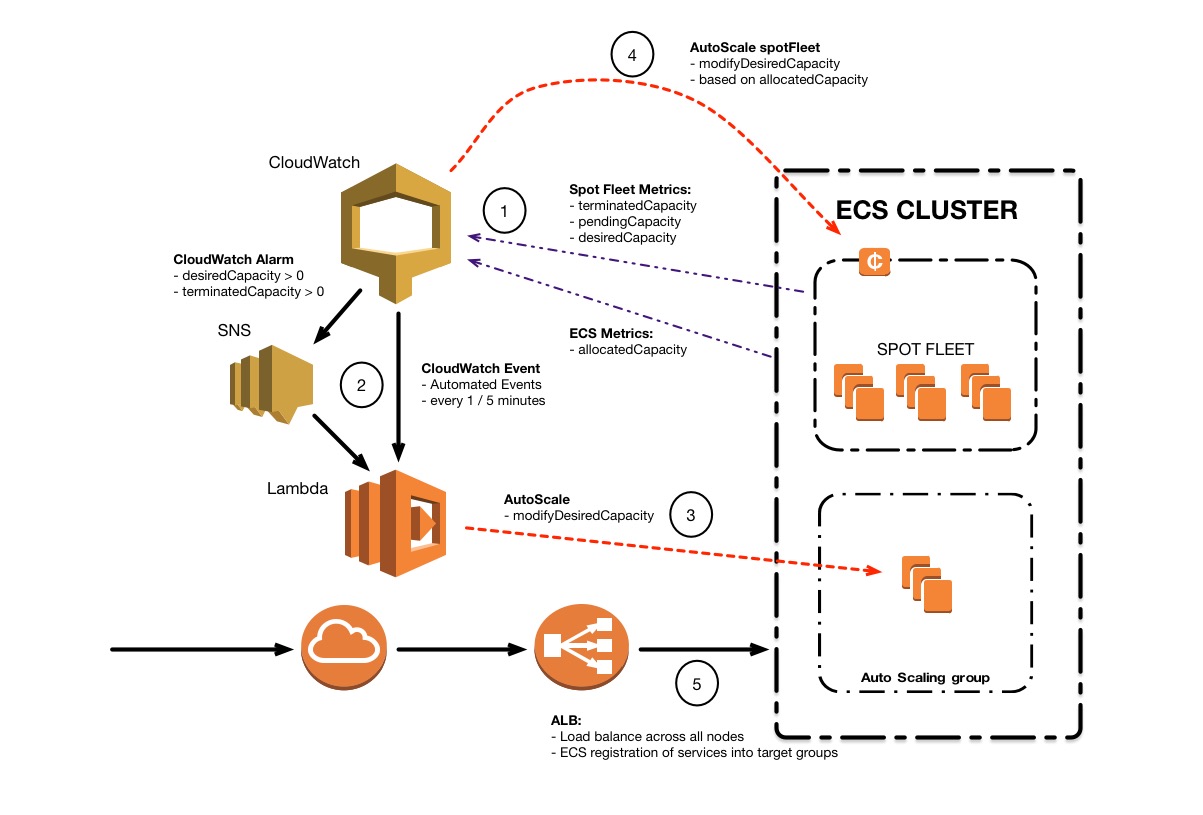 4
AutoScale spotFleet
- modifyDesiredCapacity
- based on allocatedCapacity
CloudWatch
1
Spot Fleet Metrics:
- terminatedCapacity
- pendingCapacity
- desiredCapacity
ECS CLUSTER
CloudWatch Alarm
- desiredCapacity > 0
- terminatedCapacity > 0
SNS
ECS Metrics:
- allocatedCapacity
SPOT FLEET
2
CloudWatch Event
- Automated Events
- every 1 / 5 minutes
Lambda
AutoScale
- modifyDesiredCapacity
3
5
Auto Scaling group
ALB:
- Load balance across all nodes
- ECS registration of services into target groups